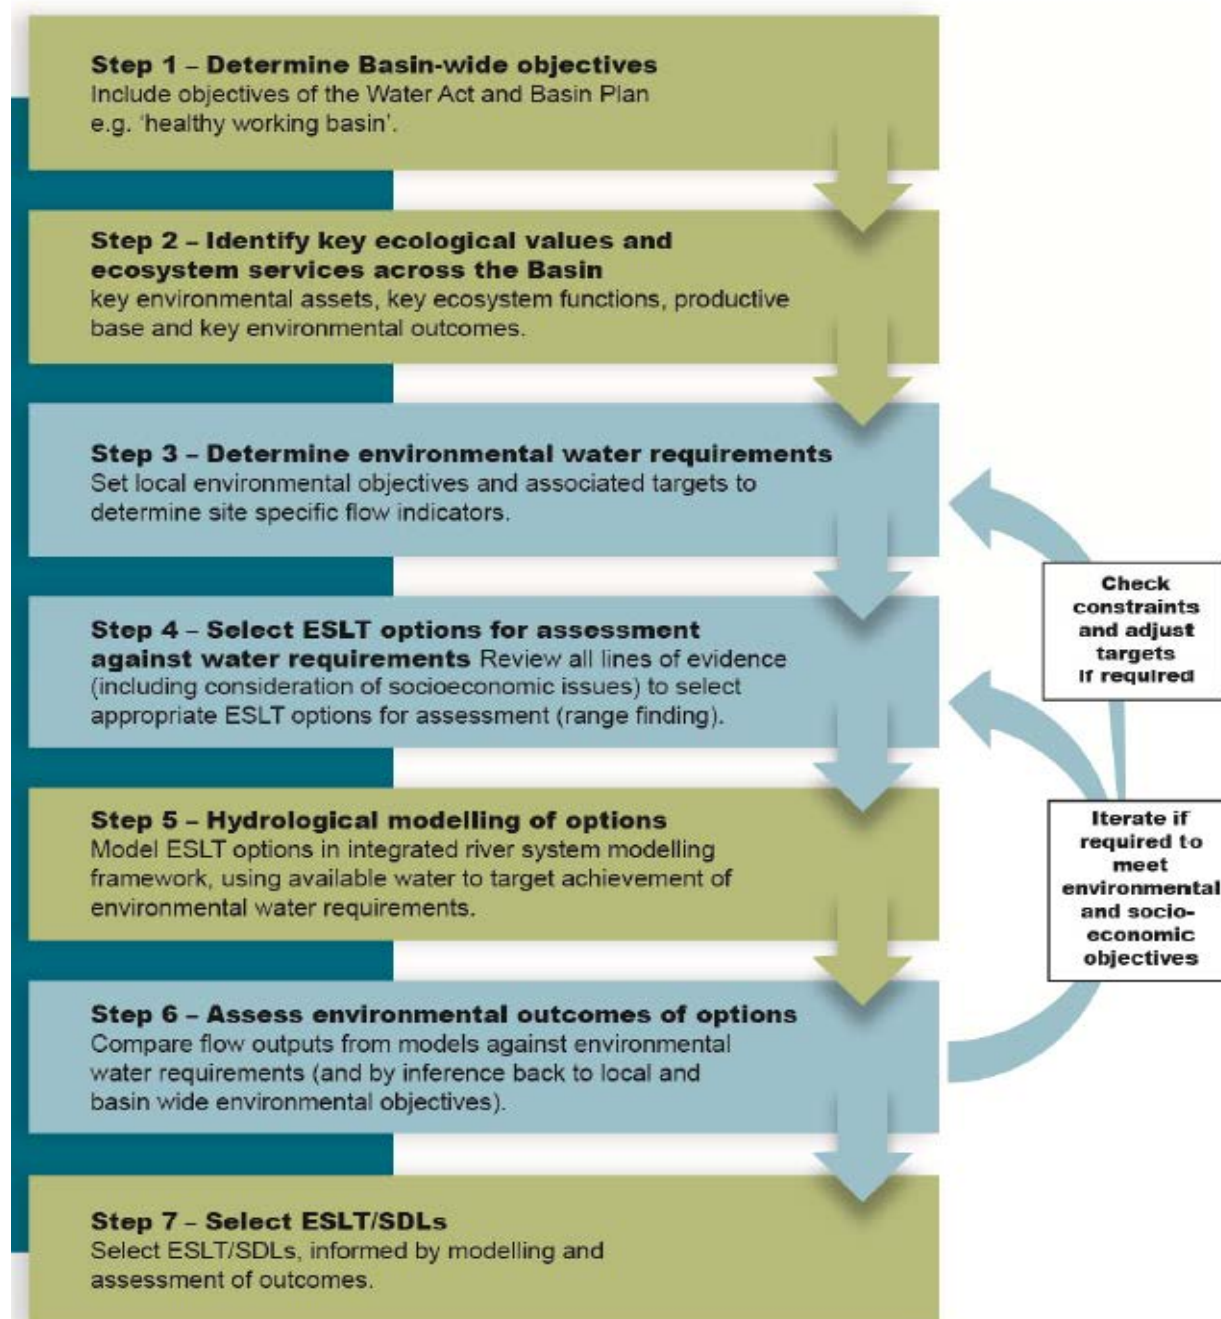 Step 1 – Determine Basin-wide objectives
Include objectives of the Water Act and Basin Plan
e.g. ‘healthy working basin’.
Step 2 – Identify key ecological values and
ecosystem services across the Basin
key environmental assets, key ecosystem functions, productive
base and key environmental outcomes.
Step 3 – Determine environmental water requirements
Set local environmental objectives and associated targets to
determine site specific flow indicators.
Step 4 – Select ESLT options for assessment
against water requirements Review all lines of evidence
(including consideration of socioeconomic issues) to select
appropriate ESLT options for assessment (range finding).
Step 5 – Hydrological modelling of options
Model ESLT options in integrated river system modelling
framework, using available water to target achievement of
environmental water requirements.
Step 6 – Assess environmental outcomes of options
Compare flow outputs from models against environmental
water requirements (and by inference back to local and
basin wide environmental objectives).
Step 7 – Select ESLT/SDLs
Select ESLT/SDLs, informed by modelling and
assessment of outcomes.
Check
constraints
and adjust
targets
if required
Iterate if
required to
meet
environmental
and socio-
economic
objectives